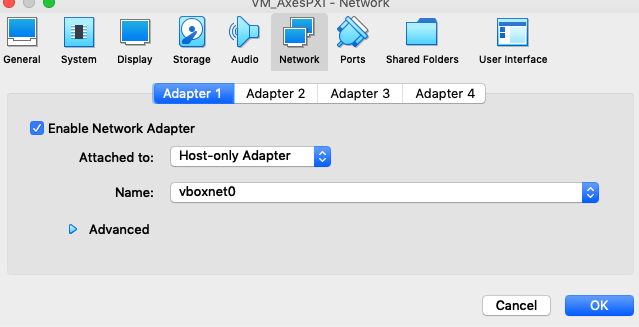 VM_AxesPXI - Network
General System Display Storage Audio Network Ports Shared Folders User Interface
Adapter 1 Adapter 2 Adapter 3 Adapter 4
Enable Network Adapter
Attached to: Host-only Adapter
Name: vboxnet0
Advanced
Cancel OK